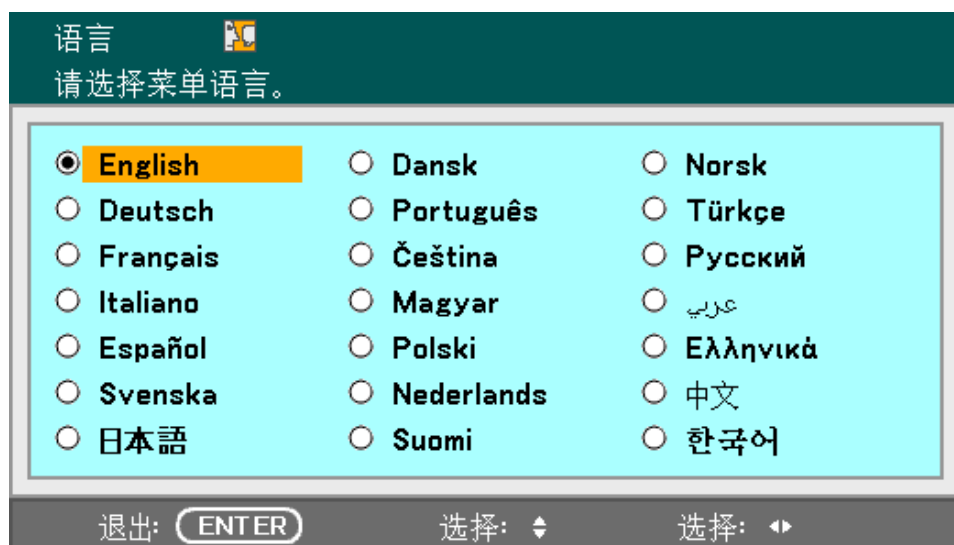 语言
请选择菜单语言。
English Dansk Norsk
Deutsch Português Türkçe
Français Čeština Русский
Italiano Magyar عربي
Español Polski Ελληνικά
Svenska Nederlands 中文
日本語 Suomi 한국어
退出: ENTER 选择: 选择: